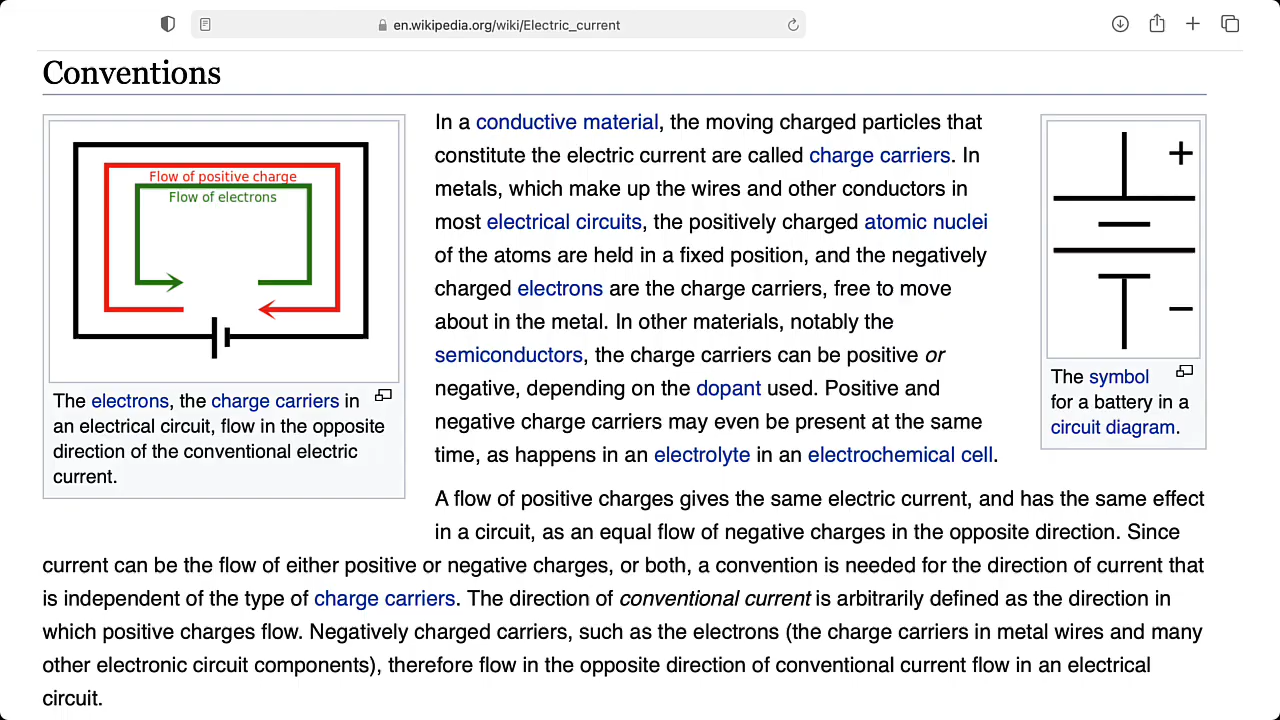 en.wikipedia.org/wiki/Electric_current
Conventions
Flow of positive charge
Flow of electrons
The electrons, the charge carriers in
an electrical circuit, flow in the opposite
direction of the conventional electric
current.
In a conductive material, the moving charged particles that
constitute the electric current are called charge carriers. In
metals, which make up the wires and other conductors in
most electrical circuits, the positively charged atomic nuclei
of the atoms are held in a fixed position, and the negatively
charged electrons are the charge carriers, free to move
about in the metal. In other materials, notably the
semiconductors, the charge carriers can be positive or
negative, depending on the dopant used. Positive and
negative charge carriers may even be present at the same
time, as happens in an electrolyte in an electrochemical cell.
+
−
The symbol
for a battery in a
circuit diagram.
A flow of positive charges gives the same electric current, and has the same effect
in a circuit, as an equal flow of negative charges in the opposite direction. Since
current can be the flow of either positive or negative charges, or both, a convention is needed for the direction of current that
is independent of the type of charge carriers. The direction of conventional current is arbitrarily defined as the direction in
which positive charges flow. Negatively charged carriers, such as the electrons (the charge carriers in metal wires and many
other electronic circuit components), therefore flow in the opposite direction of conventional current flow in an electrical
circuit.